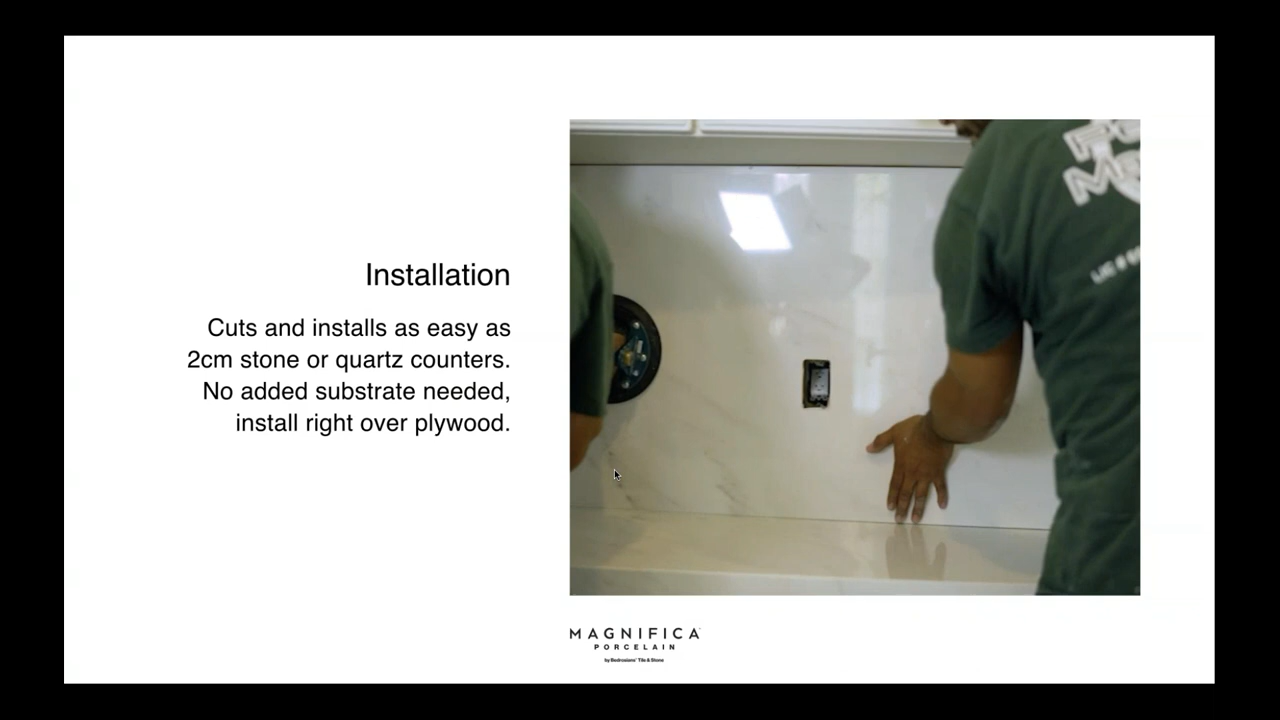 Installation
Cuts and installs as easy as
2cm stone or quartz counters.
No added substrate needed,
install right over plywood.
MAGNIFICA
PORCELAIN
by Bedrosians® Tile & Stone